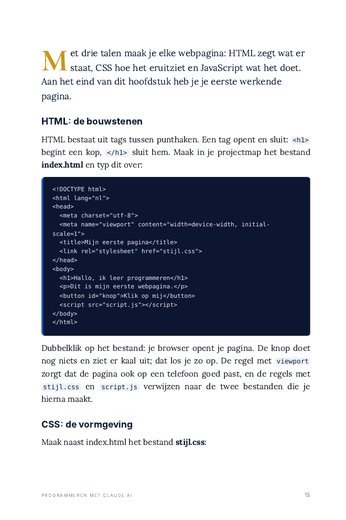 Met drie talen maak je elke webpagina: HTML zegt wat er
staat, CSS hoe het eruitziet en JavaScript wat het doet.
Aan het eind van dit hoofdstuk heb je je eerste werkende
pagina.
HTML: de bouwstenen
HTML bestaat uit tags tussen punthaken. Een tag opent en sluit: <h1>
begint een kop, </h1> sluit hem. Maak in je projectmap het bestand
index.html en typ dit over:
<!DOCTYPE html>
<html lang="nl">
<head>
<meta charset="utf-8">
<meta name="viewport" content="width=device-width, initial-
scale=1">
<title>Mijn eerste pagina</title>
<link rel="stylesheet" href="stijl.css">
</head>
<body>
<h1>Hallo, ik leer programmeren</h1>
<p>Dit is mijn eerste webpagina.</p>
<button id="knop">Klik op mij</button>
<script src="script.js"></script>
</body>
</html>
Dubbelklik op het bestand: je browser opent je pagina. De knop doet
nog niets en ziet er kaal uit; dat los je zo op. De regel met viewport
zorgt dat de pagina ook op een telefoon goed past, en de regels met
stijl.css en script.js verwijzen naar de twee bestanden die je
hierna maakt.
CSS: de vormgeving
Maak naast index.html het bestand stijl.css:
PROGRAMMEREN MET CLAUDE AI
15